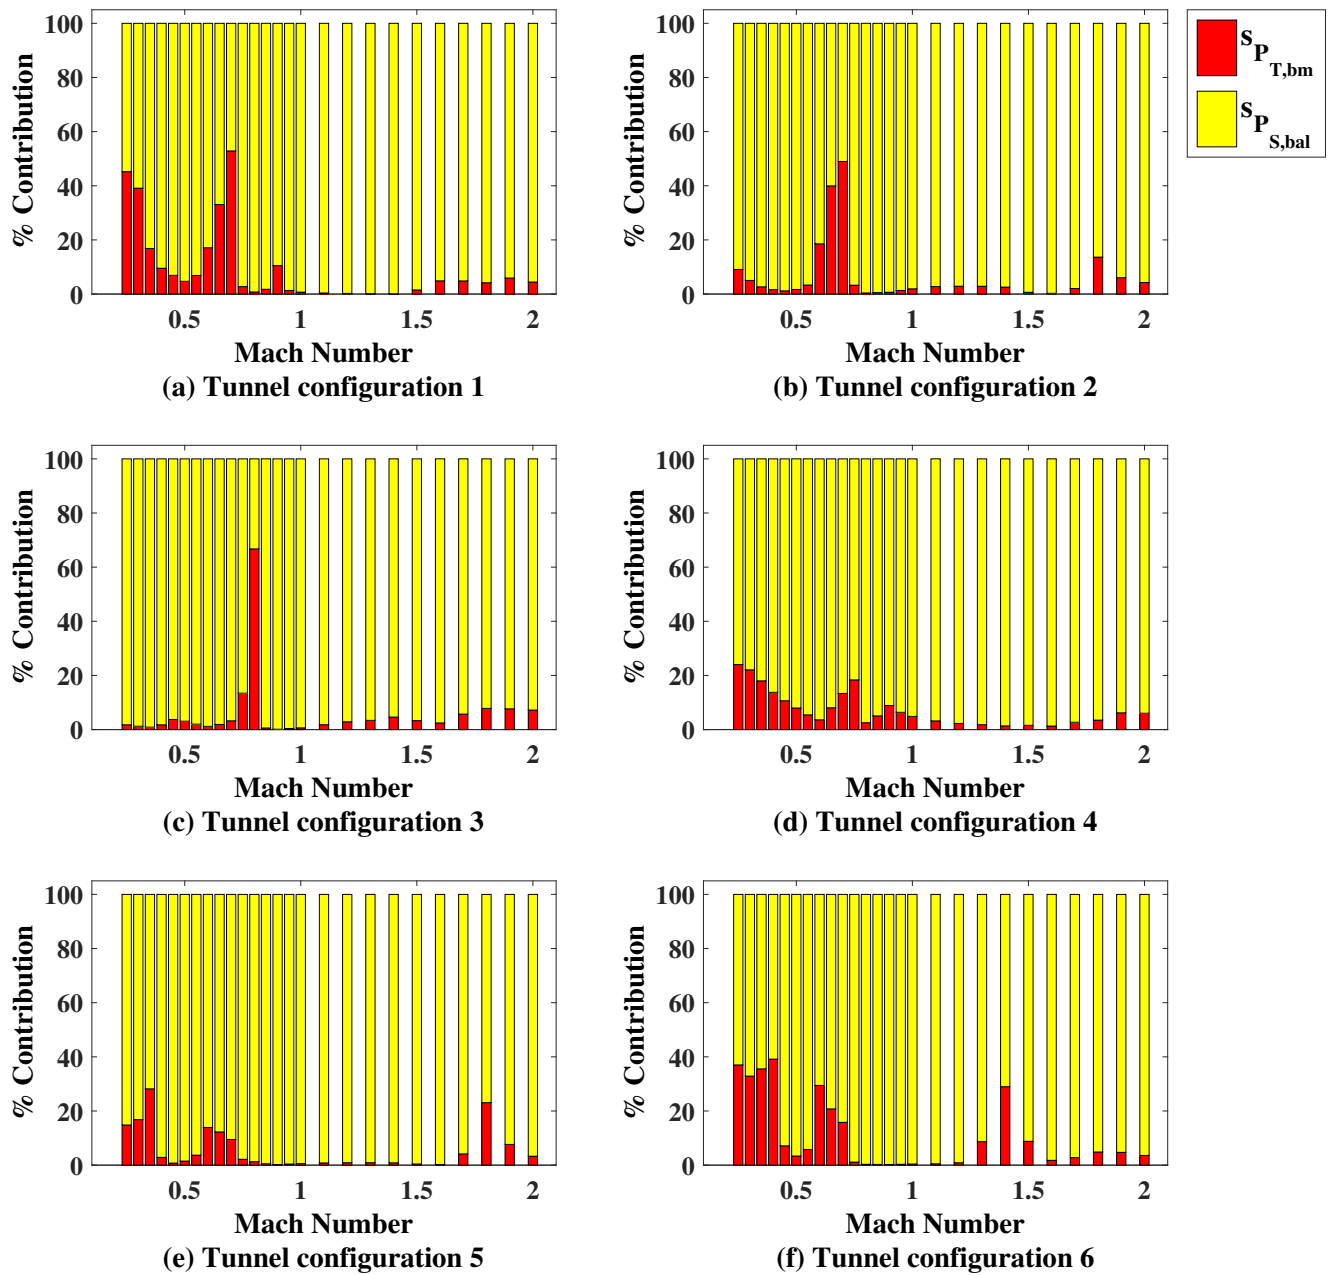 100
80
60
40
20
0
% Contribution
0.5 1 1.5 2
Mach Number
(a) Tunnel configuration 1
100
80
60
40
20
0
% Contribution
0.5 1 1.5 2
Mach Number
(b) Tunnel configuration 2
s_P_T,bm
s_P_S,bal
100
80
60
40
20
0
% Contribution
0.5 1 1.5 2
Mach Number
(c) Tunnel configuration 3
100
80
60
40
20
0
% Contribution
0.5 1 1.5 2
Mach Number
(d) Tunnel configuration 4
100
80
60
40
20
0
% Contribution
0.5 1 1.5 2
Mach Number
(e) Tunnel configuration 5
100
80
60
40
20
0
% Contribution
0.5 1 1.5 2
Mach Number
(f) Tunnel configuration 6